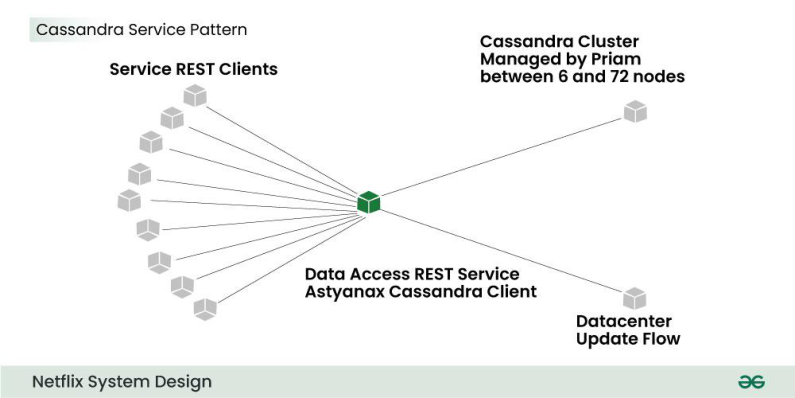 Cassandra Service Pattern
Service REST Clients
Cassandra Cluster
Managed by Priam
between 6 and 72 nodes
Data Access REST Service
Astyanax Cassandra Client
Datacenter
Update Flow
Netflix System Design